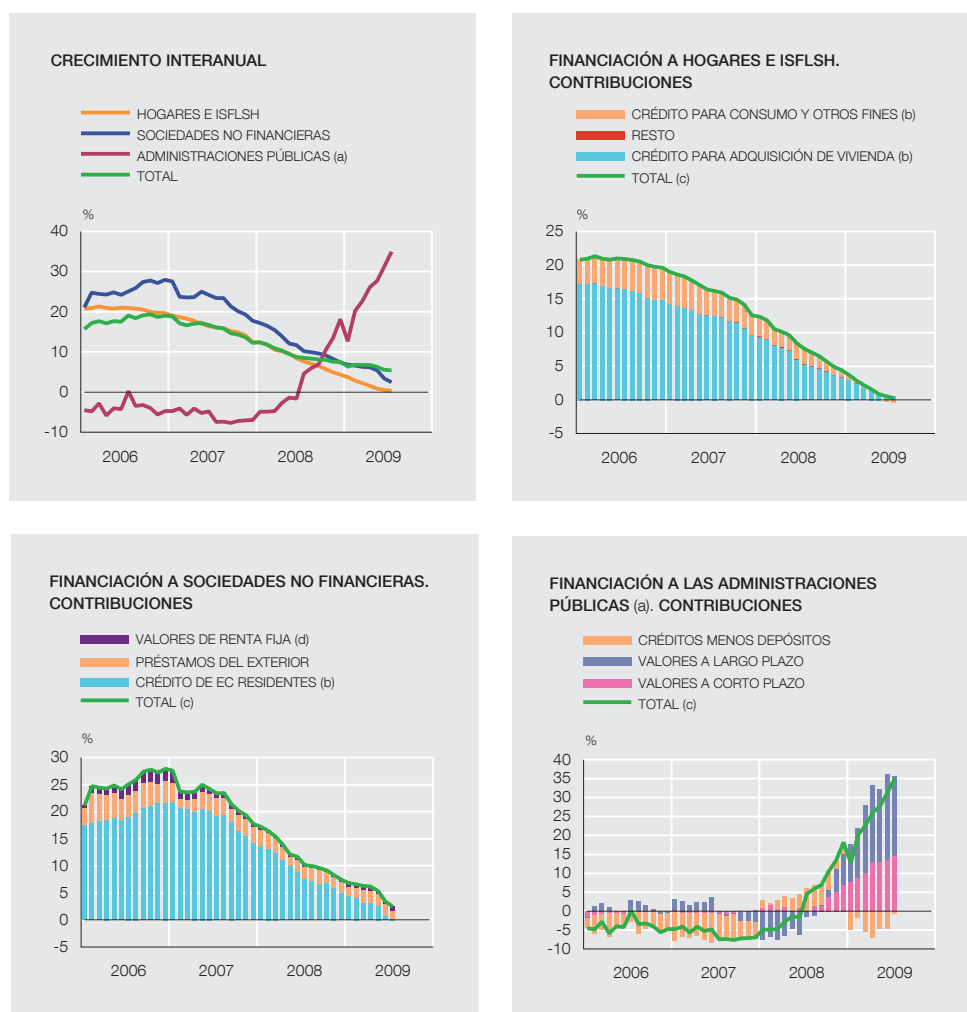 CRECIMIENTO INTERANUAL
HOGARES E ISFLSH
SOCIEDADES NO FINANCIERAS
ADMINISTRACIONES PÚBLICAS (a)
TOTAL
%
40
30
20
10
0
-10
2006 2007 2008 2009
FINANCIACIÓN A HOGARES E ISFLSH.
CONTRIBUCIONES
CRÉDITO PARA CONSUMO Y OTROS FINES (b)
RESTO
CRÉDITO PARA ADQUISICIÓN DE VIVIENDA (b)
TOTAL (c)
%
25
20
15
10
5
0
-5
2006 2007 2008 2009
FINANCIACIÓN A SOCIEDADES NO FINANCIERAS.
CONTRIBUCIONES
VALORES DE RENTA FIJA (d)
PRÉSTAMOS DEL EXTERIOR
CRÉDITO DE EC RESIDENTES (b)
TOTAL (c)
%
30
25
20
15
10
5
0
-5
2006 2007 2008 2009
FINANCIACIÓN A LAS ADMINISTRACIONES
PÚBLICAS (a). CONTRIBUCIONES
CRÉDITOS MENOS DEPÓSITOS
VALORES A LARGO PLAZO
VALORES A CORTO PLAZO
TOTAL (c)
%
40
35
30
25
20
15
10
5
0
-5
-10
2006 2007 2008 2009